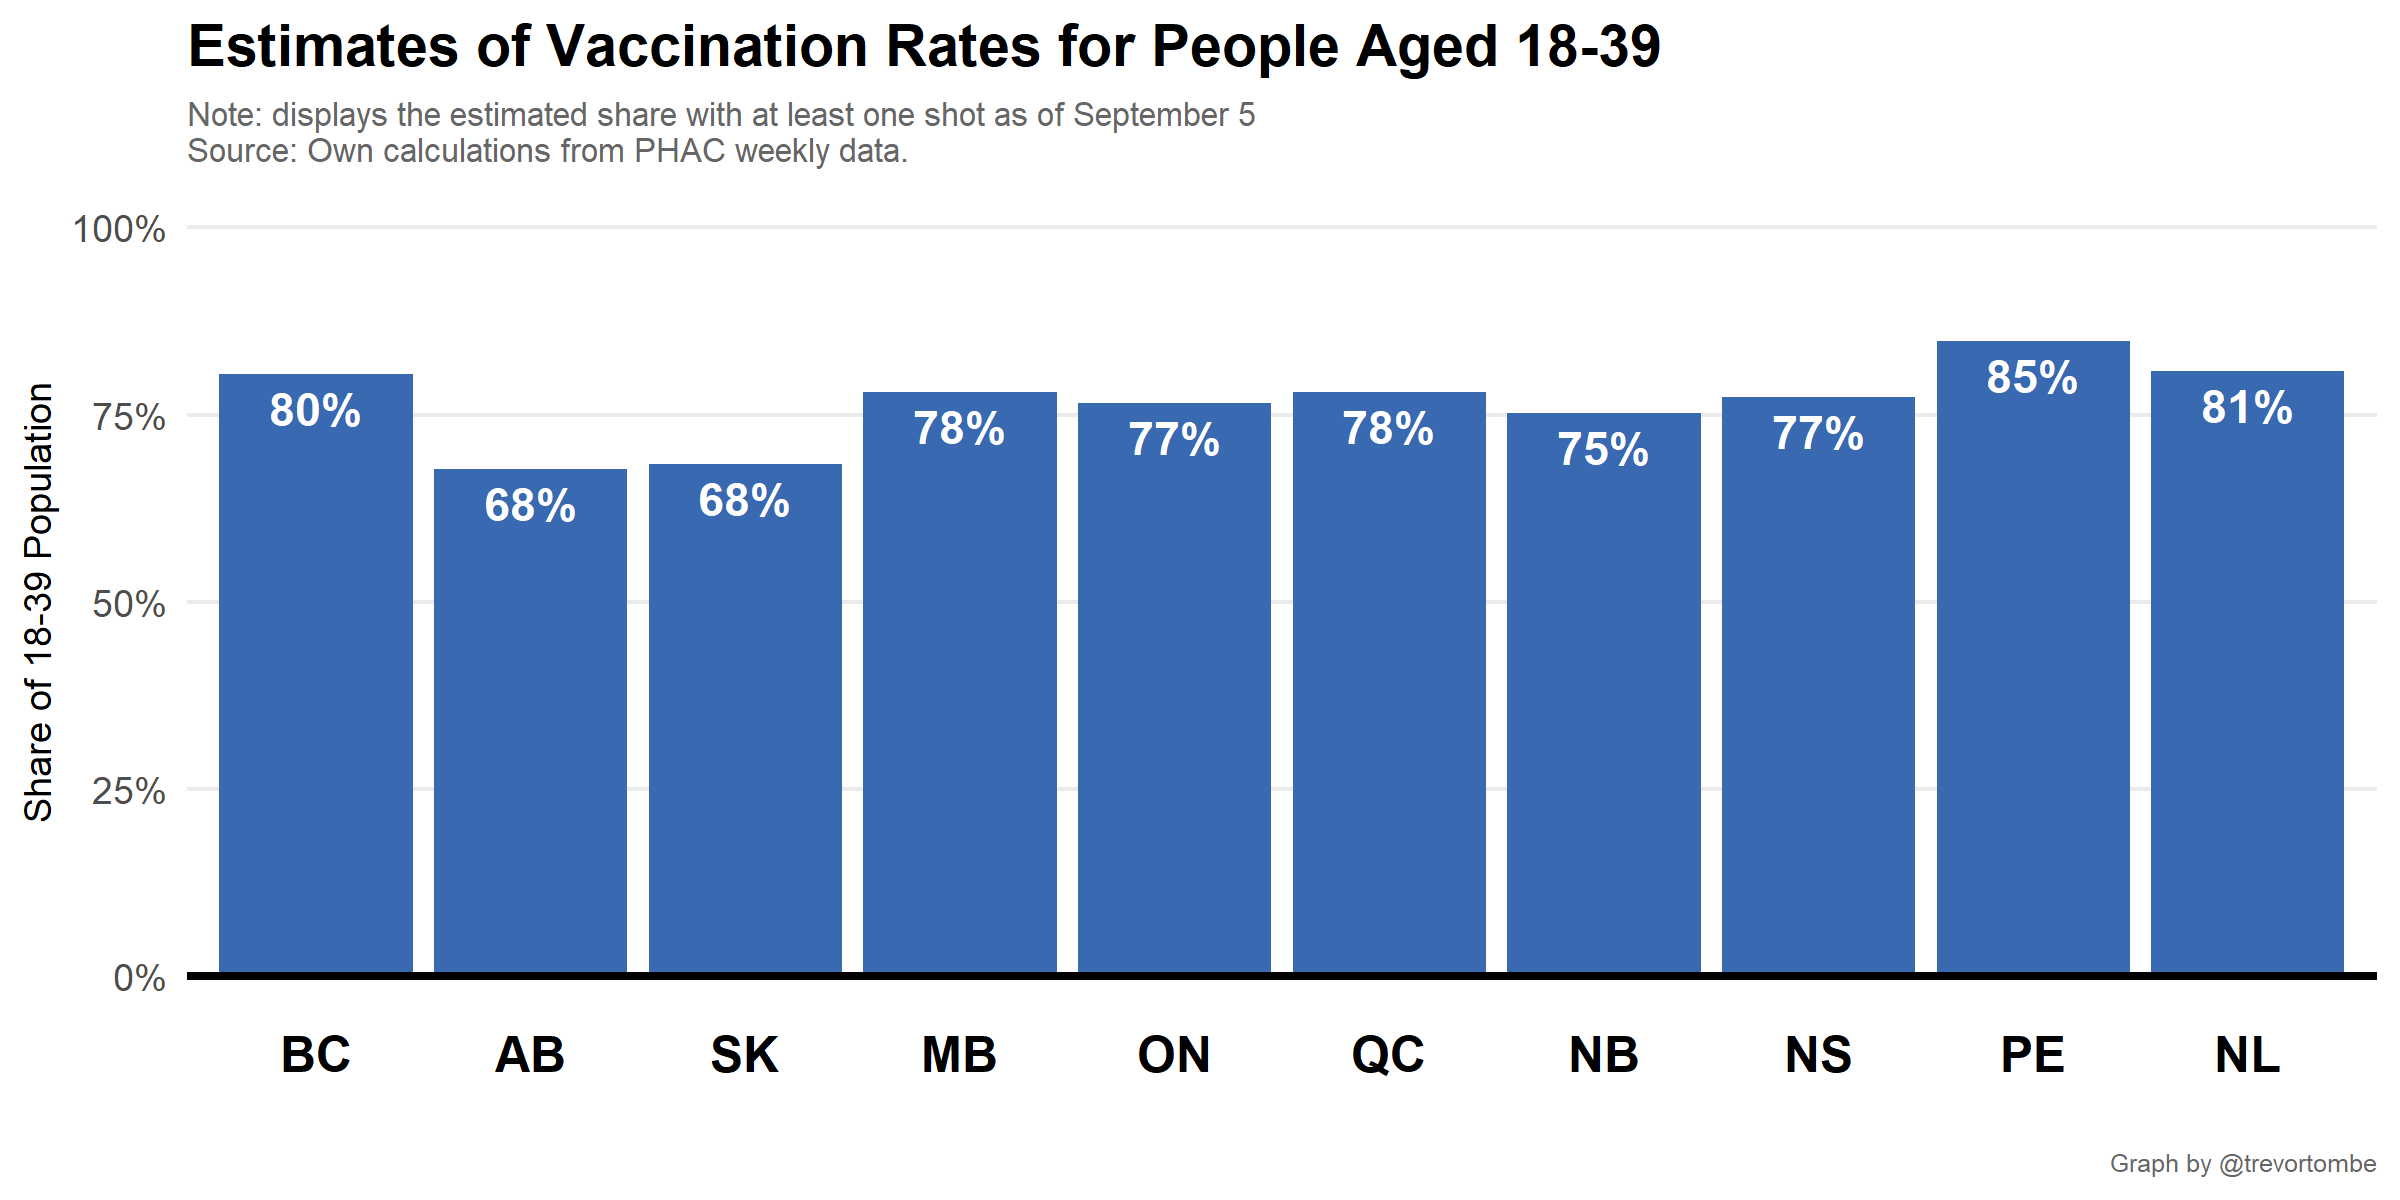 Estimates of Vaccination Rates for People Aged 18-39
Note: displays the estimated share with at least one shot as of September 5
Source: Own calculations from PHAC weekly data.
Share of 18-39 Population
100%
75%
50%
25%
0%
80%
68%
68%
78%
77%
78%
75%
77%
85%
81%
BC
AB
SK
MB
ON
QC
NB
NS
PE
NL
Graph by @trevortombe